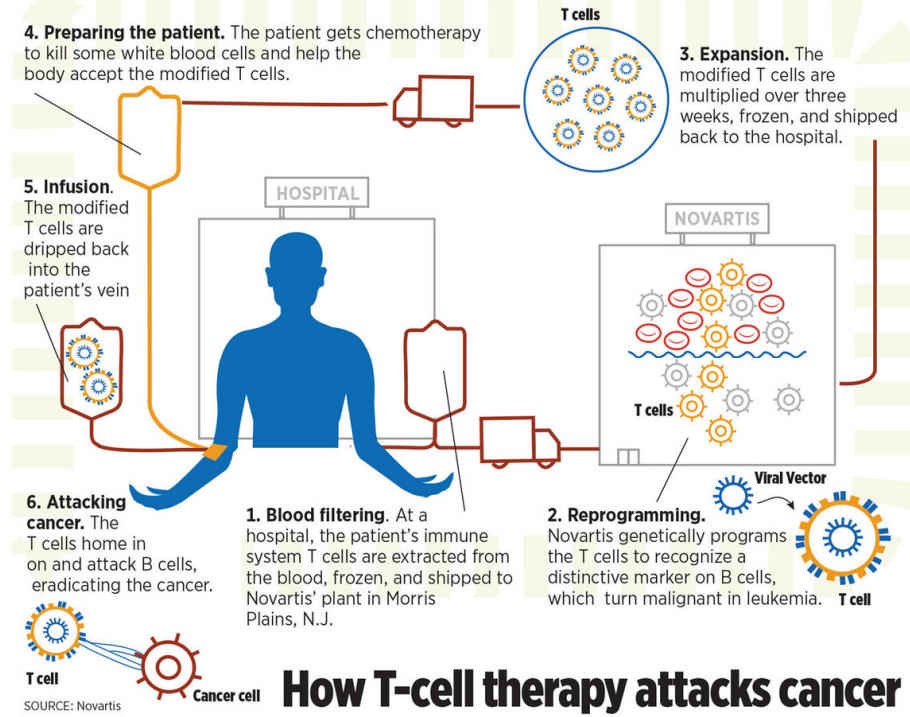 T cells
4. Preparing the patient. The patient gets chemotherapy
to kill some white blood cells and help the
body accept the modified T cells.
3. Expansion. The
modified T cells are
multiplied over three
weeks, frozen, and shipped
back to the hospital.
5. Infusion.
The modified
T cells are
dripped back
into the
patient's vein
HOSPITAL
NOVARTIS
T cells
Viral Vector
T cell
6. Attacking
cancer. The
T cells home in
on and attack B cells,
eradicating the cancer.
1. Blood filtering. At a
hospital, the patient's immune
system T cells are extracted from
the blood, frozen, and shipped to
Novartis' plant in Morris
Plains, N.J.
2. Reprogramming.
Novartis genetically programs
the T cells to recognize a
distinctive marker on B cells,
which turn malignant in leukemia.
T cell
Cancer cell
SOURCE: Novartis
How T-cell therapy attacks cancer